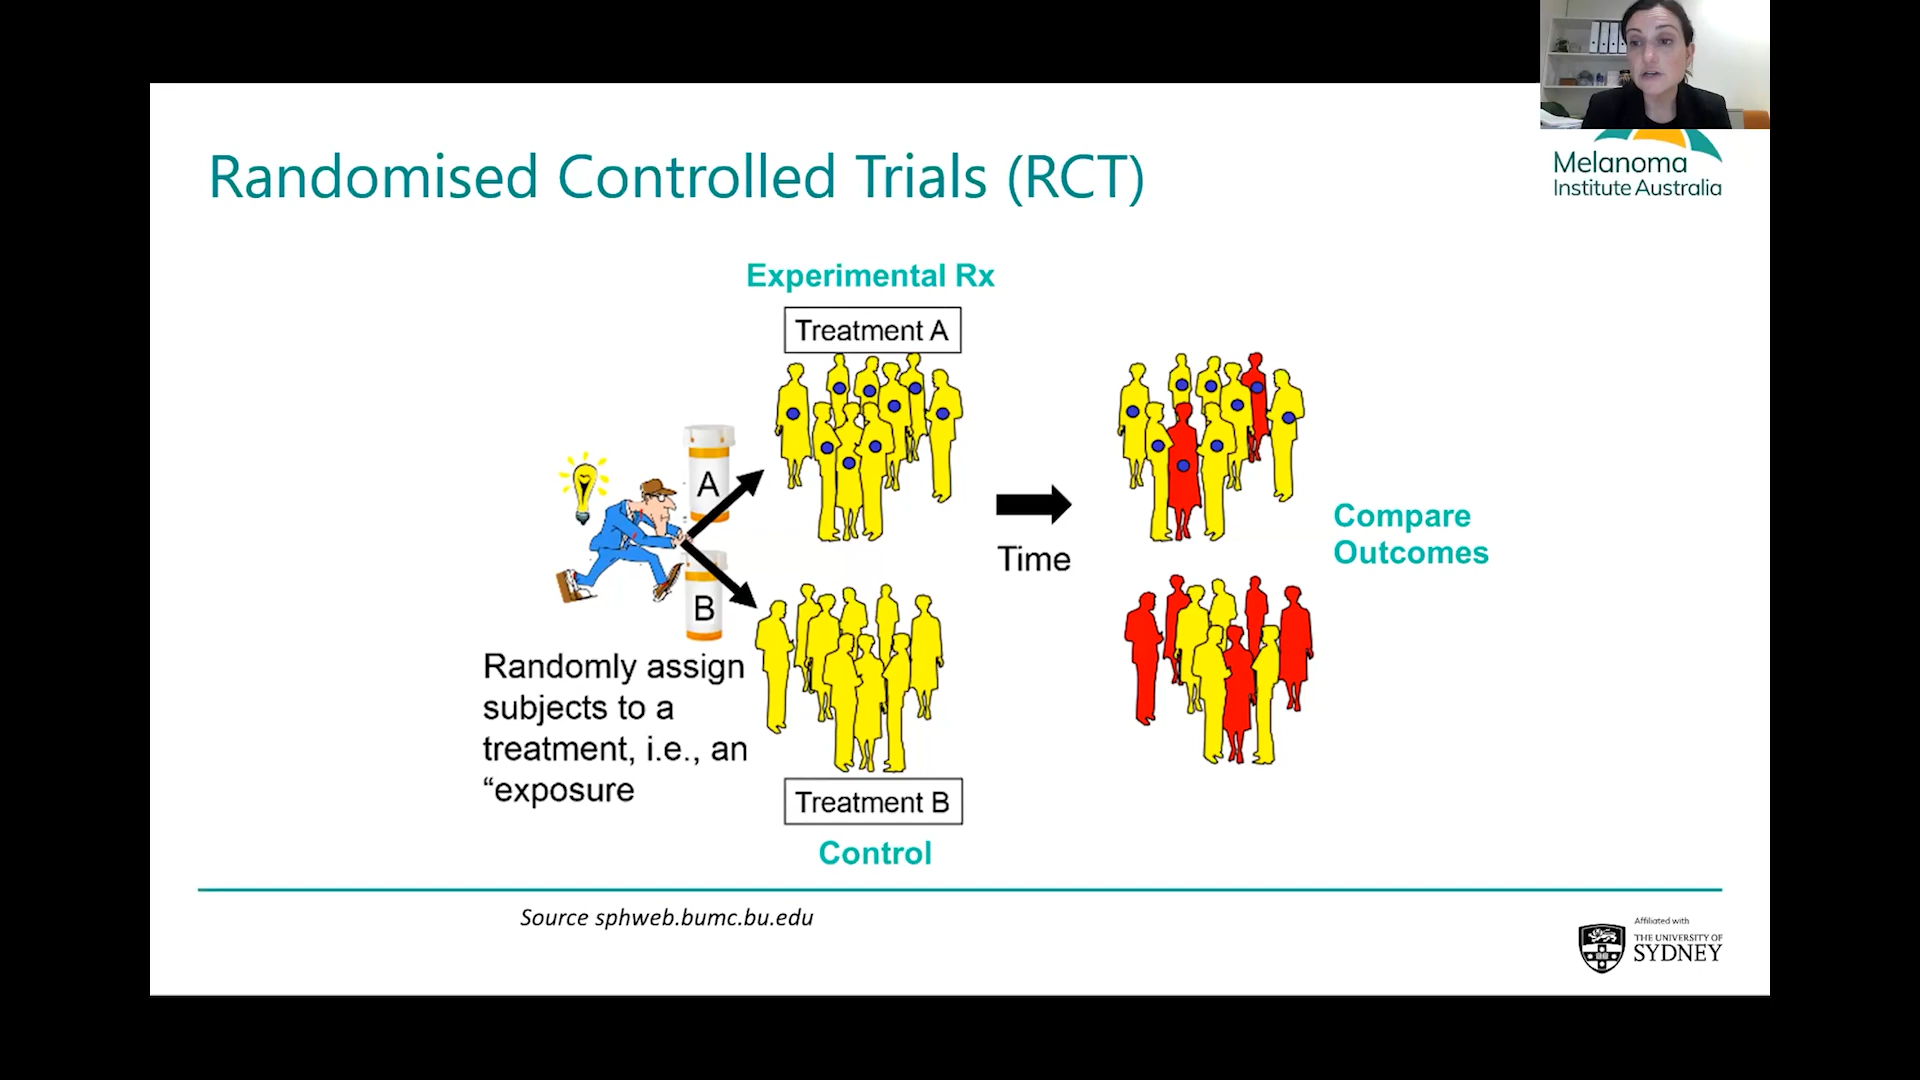 Randomised Controlled Trials (RCT)
Melanoma
Institute Australia
Experimental Rx
Treatment A
A
B
Time
Compare
Outcomes
Randomly assign
subjects to a
treatment, i.e., an
“exposure
Treatment B
Control
Source sphweb.bumc.bu.edu
Affiliated with
THE UNIVERSITY OF
SYDNEY